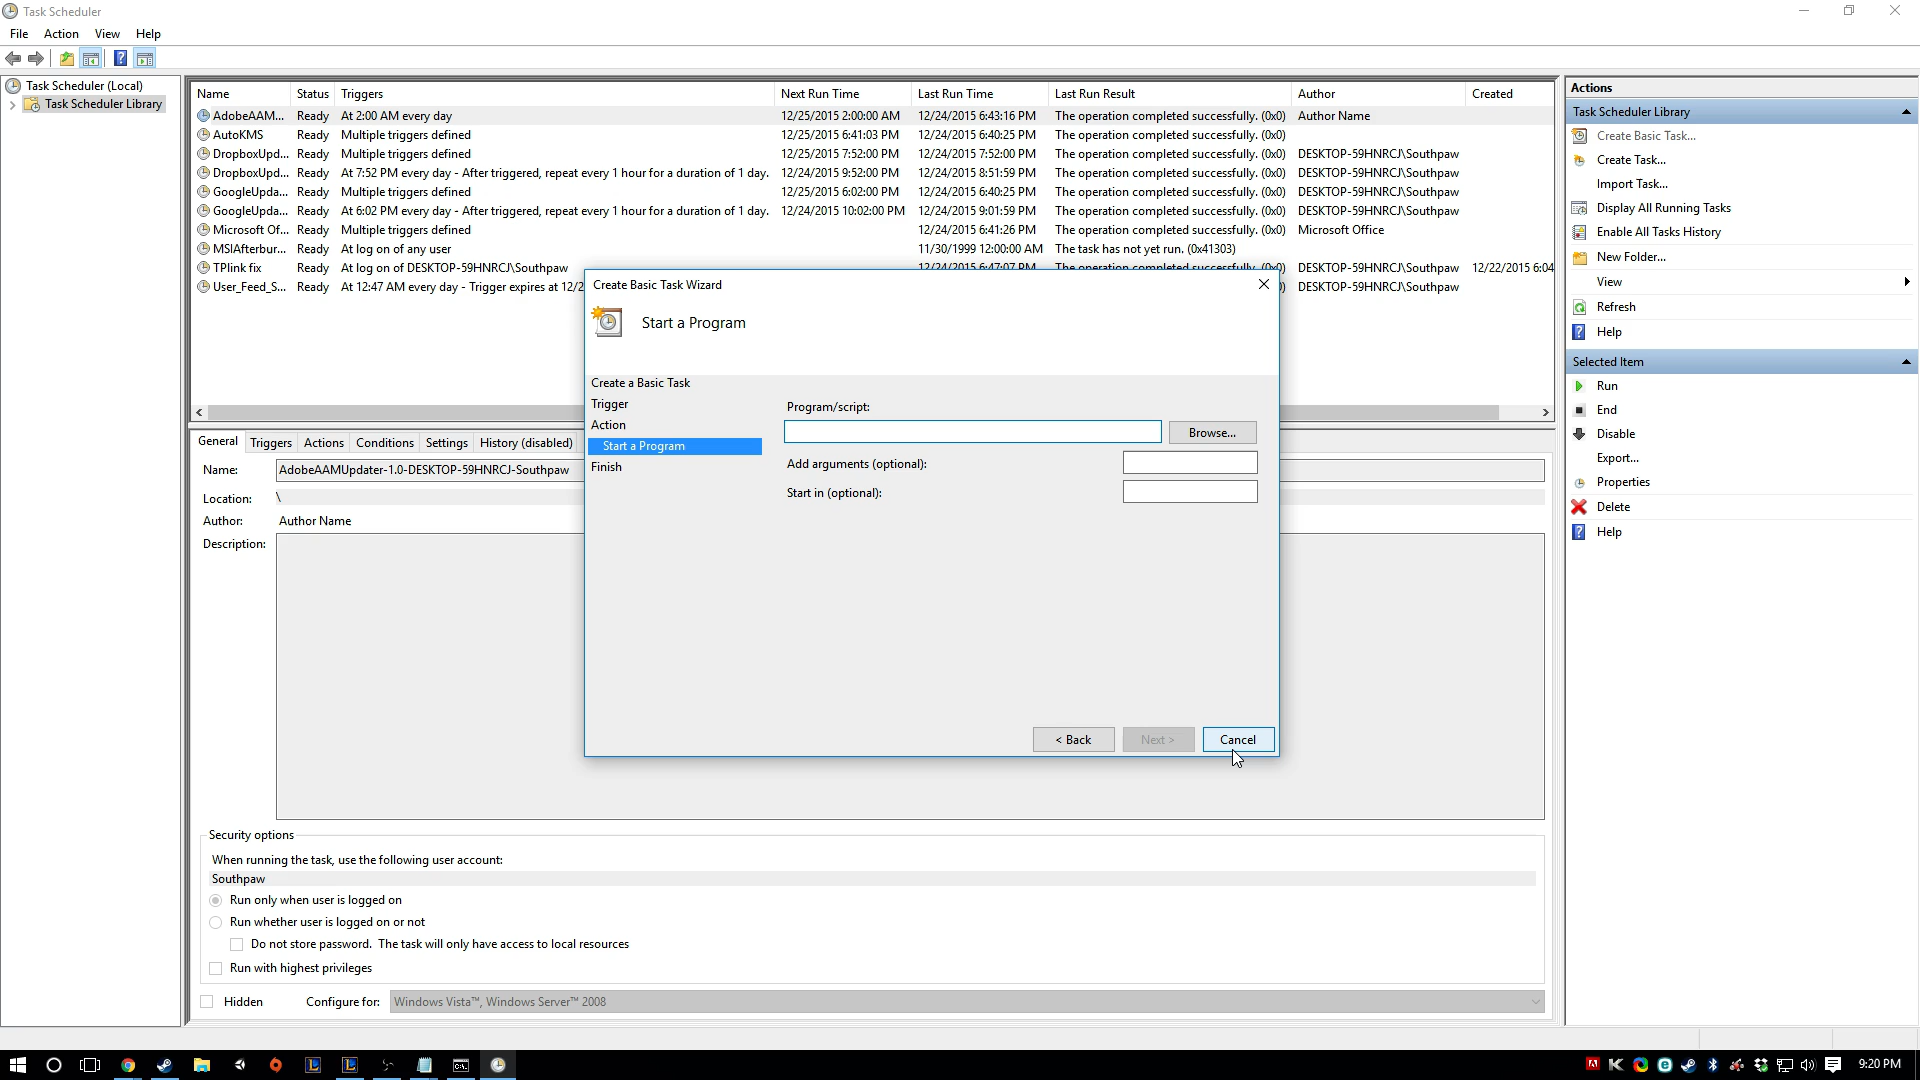 Task Scheduler
File Action View Help
Task Scheduler (Local)
Task Scheduler Library
Name Status Triggers Next Run Time Last Run Time Last Run Result Author Created
AdobeAAM... Ready At 2:00 AM every day 12/25/2015 2:00:00 AM 12/24/2015 6:43:16 PM The operation completed successfully. (0x0) Author Name
AutoKMS Ready Multiple triggers defined 12/25/2015 6:41:03 PM 12/24/2015 6:40:25 PM The operation completed successfully. (0x0)
DropboxUpd... Ready Multiple triggers defined 12/25/2015 7:52:00 PM 12/24/2015 7:52:00 PM The operation completed successfully. (0x0) DESKTOP-59HNRCJ\Southpaw
DropboxUpd... Ready At 7:52 PM every day - After triggered, repeat every 1 hour for a duration of 1 day. 12/24/2015 9:52:00 PM 12/24/2015 8:51:59 PM The operation completed successfully. (0x0) DESKTOP-59HNRCJ\Southpaw
GoogleUpda... Ready Multiple triggers defined 12/25/2015 6:02:00 PM 12/24/2015 6:40:25 PM The operation completed successfully. (0x0) DESKTOP-59HNRCJ\Southpaw
GoogleUpda... Ready At 6:02 PM every day - After triggered, repeat every 1 hour for a duration of 1 day. 12/24/2015 10:02:00 PM 12/24/2015 9:01:59 PM The operation completed successfully. (0x0) DESKTOP-59HNRCJ\Southpaw
Microsoft Of... Ready Multiple triggers defined 12/24/2015 6:41:26 PM The operation completed successfully. (0x0) Microsoft Office
MSIAfterbur... Ready At log on of any user 11/30/1999 12:00:00 AM The task has not yet run. (0x41303)
TPlink fix Ready At log on of DESKTOP-59HNRCJ\Southpaw 12/24/2015 6:47:07 PM The operation completed successfully. (0x0) DESKTOP-59HNRCJ\Southpaw 12/22/2015 6:04
User_Feed_S... Ready At 12:47 AM every day - Trigger expires at 12/2 ) DESKTOP-59HNRCJ\Southpaw
Create Basic Task Wizard
Start a Program
Create a Basic Task
Trigger
Action
Start a Program
Finish
Program/script:
Browse...
Add arguments (optional):
Start in (optional):
< Back Next > Cancel
General Triggers Actions Conditions Settings History (disabled)
Name: AdobeAAMUpdater-1.0-DESKTOP-59HNRCJ-Southpaw
Location: \
Author: Author Name
Description:
Security options
When running the task, use the following user account:
Southpaw
Run only when user is logged on
Run whether user is logged on or not
Do not store password. The task will only have access to local resources
Run with highest privileges
Hidden Configure for: Windows Vista™, Windows Server™ 2008
Actions
Task Scheduler Library
Create Basic Task...
Create Task...
Import Task...
Display All Running Tasks
Enable All Tasks History
New Folder...
View
Refresh
Help
Selected Item
Run
End
Disable
Export...
Properties
Delete
Help
9:20 PM